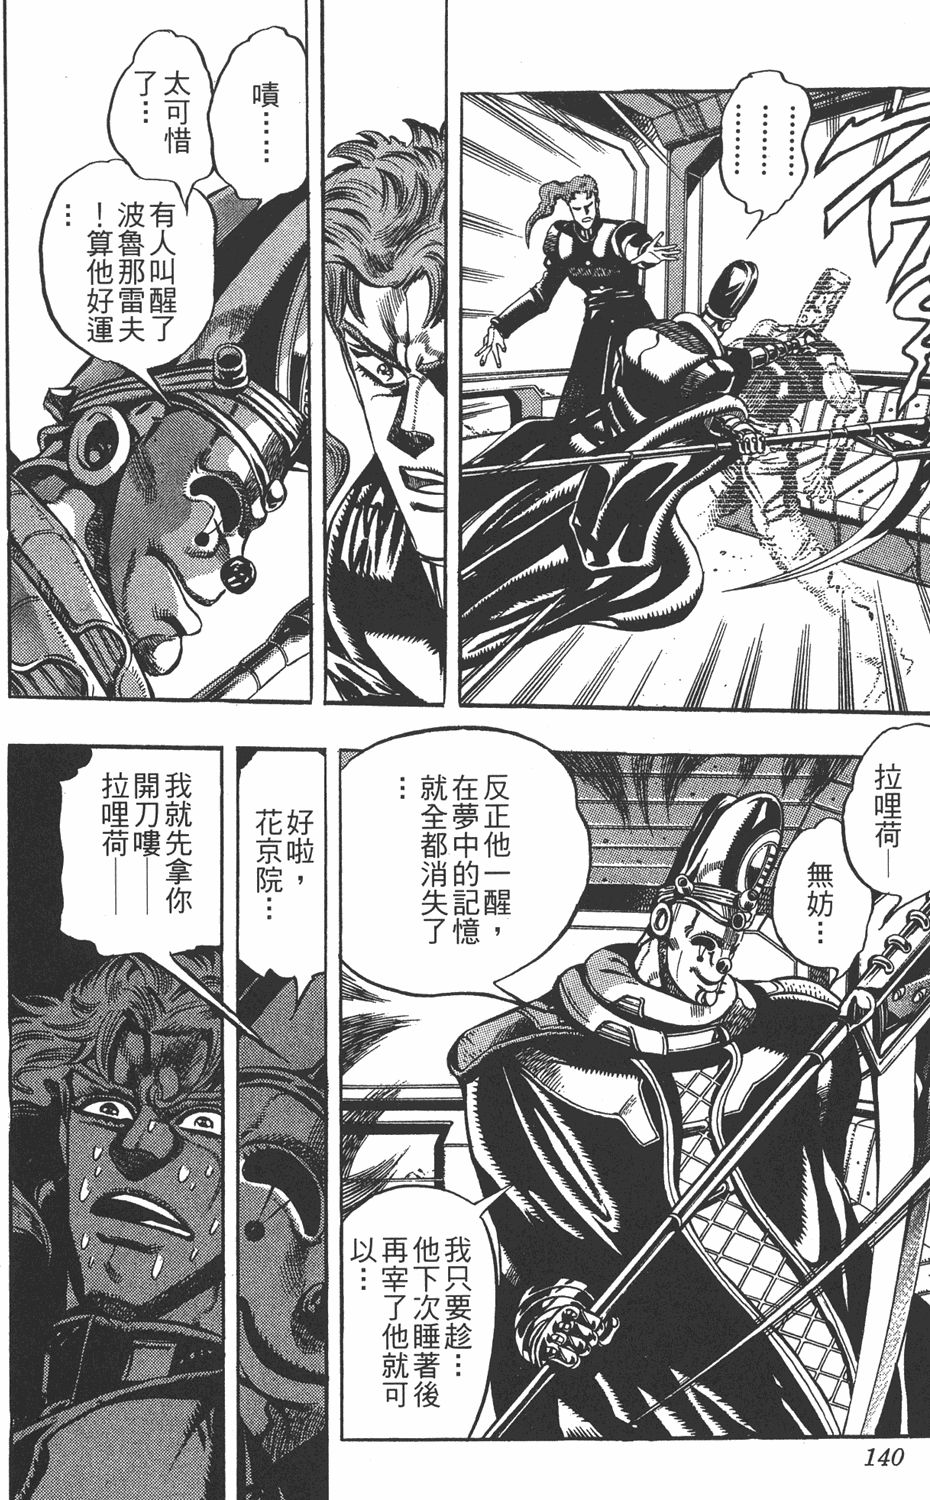 …………
………
嘖……
太可惜
了…
有人叫醒了
波魯那雷夫
！算他好運
…
拉哩荷—
無妨…
反正他一醒，
在夢中的記憶
就全都消失了
…
我只要趁…
他下次睡著後
再宰了他就可
以…
好啦，
花京院…
我就先拿你
開刀嘍——
拉哩荷——
140